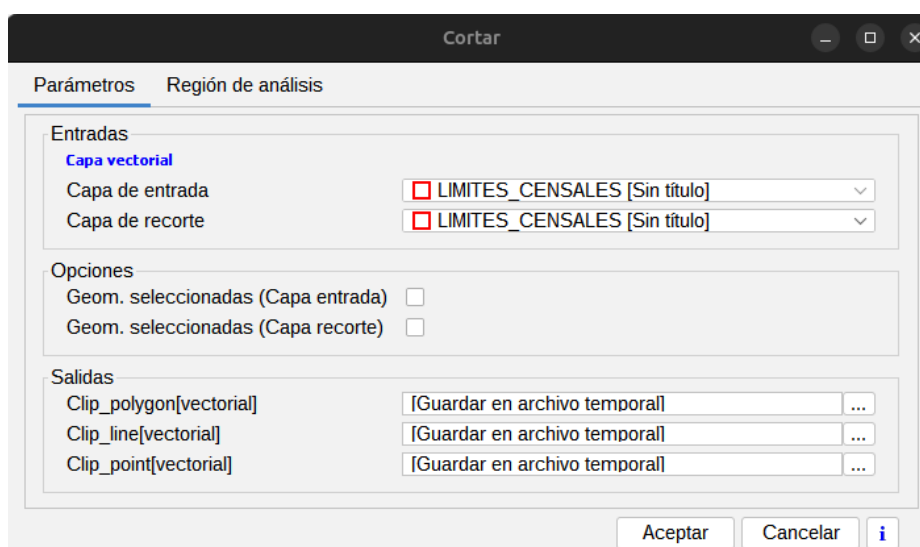 Cortar
Parámetros Región de análisis
Entradas
Capa vectorial
Capa de entrada LIMITES_CENSALES [Sin título]
Capa de recorte LIMITES_CENSALES [Sin título]
Opciones
Geom. seleccionadas (Capa entrada)
Geom. seleccionadas (Capa recorte)
Salidas
Clip_polygon[vectorial] [Guardar en archivo temporal] ...
Clip_line[vectorial] [Guardar en archivo temporal] ...
Clip_point[vectorial] [Guardar en archivo temporal] ...
Aceptar Cancelar i